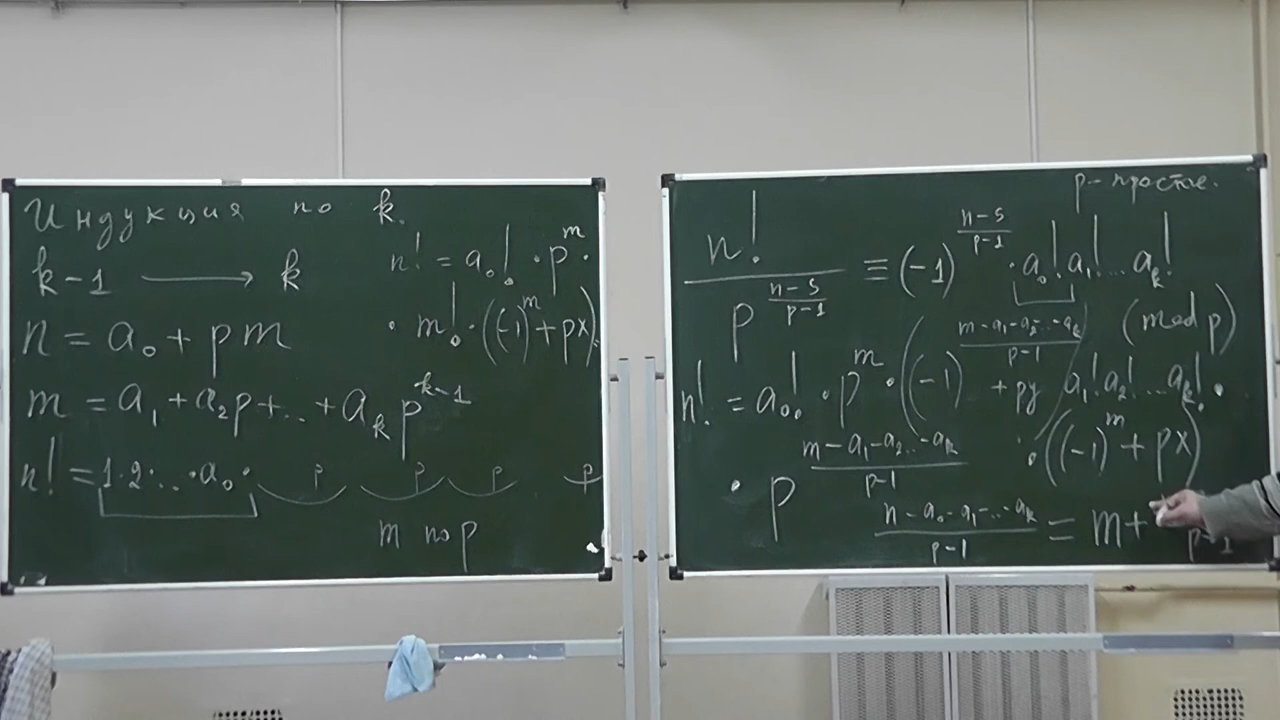 Индукция по k.
k-1 ⟶ k
n! = a₀! · p^m ·
n = a₀ + pm
· m! · ((-1)^m + px)
m = a₁ + a₂p + ... + a_k p^{k-1}
n! = 1·2·...·a₀· p p p p
m по p
p - простое.
n! / p^{(n-s)/(p-1)} ≡ (-1)^{(n-s)/(p-1)} · a₀! a₁! ... a_k!
(mod p)
n! = a₀! · p^m · ((-1)^{(m-a₁-a₂-...-a_k)/(p-1)} + py) a₁! a₂! ... a_k! ·
· p^{(m-a₁-a₂...-a_k)/(p-1)} · ((-1)^m + px)
(n-a₀-a₁-...-a_k)/(p-1) = m +